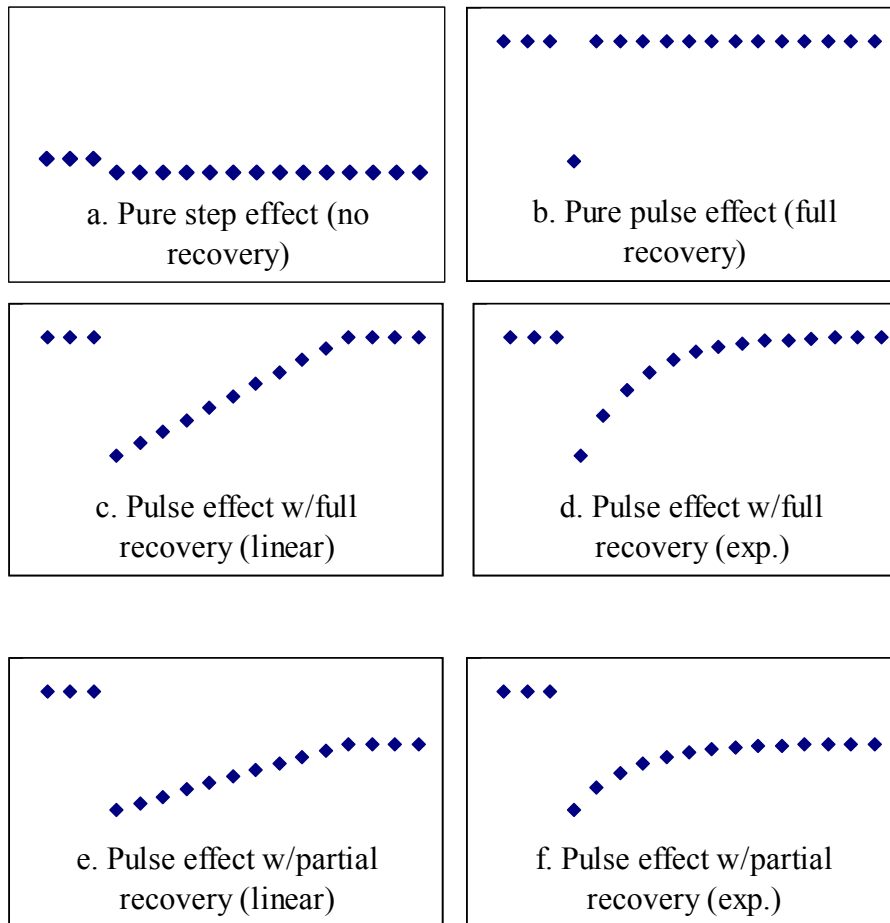 a. Pure step effect (no
recovery)
b. Pure pulse effect (full
recovery)
c. Pulse effect w/full
recovery (linear)
d. Pulse effect w/full
recovery (exp.)
e. Pulse effect w/partial
recovery (linear)
f. Pulse effect w/partial
recovery (exp.)